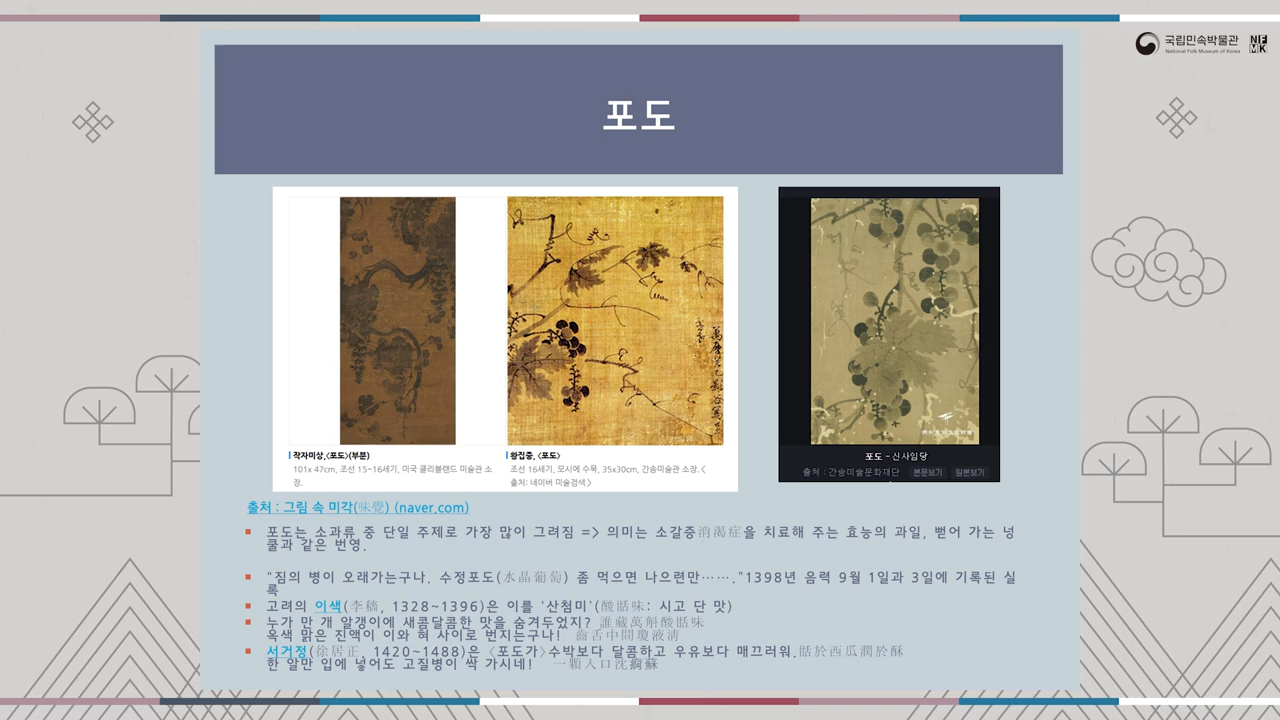 국립민속박물관
National Folk Museum of Korea
NF
MK
포도
작자미상,<포도>(부분)
101x 47cm, 조선 15~16세기, 미국 클리블랜드 미술관 소
장.
황집중, <포도>
조선 16세기, 모시에 수묵, 35x30cm, 간송미술관 소장. <
출처: 네이버 미술검색 >
포도 - 신사임당
출처 : 간송미술문화재단 본문보기 일본보기
출처 : 그림 속 미각(味覺) (naver.com)
포도는 소과류 중 단일 주제로 가장 많이 그려짐 => 의미는 소갈증消渴症을 치료해 주는 효능의 과일, 뻗어 가는 넝
쿨과 같은 번영.
“짐의 병이 오래가는구나. 수정포도(水晶葡萄) 좀 먹으면 나으련만…….”1398년 음력 9월 1일과 3일에 기록된 실
록
고려의 이색(李穡, 1328~1396)은 이를 ‘산첨미’(酸甛味: 시고 단 맛)
누가 만 개 알갱이에 새콤달콤한 맛을 숨겨두었지? 誰藏萬斛酸甛味
옥색 맑은 진액이 이와 혀 사이로 번지는구나! 齒舌中間瓊液淸
서거정(徐居正, 1420~1488)은 〈포도가〉수박보다 달콤하고 우유보다 매끄러워.甛於西瓜潤於酥
한 알만 입에 넣어도 고질병이 싹 가시네! 一顆入口沈痾蘇